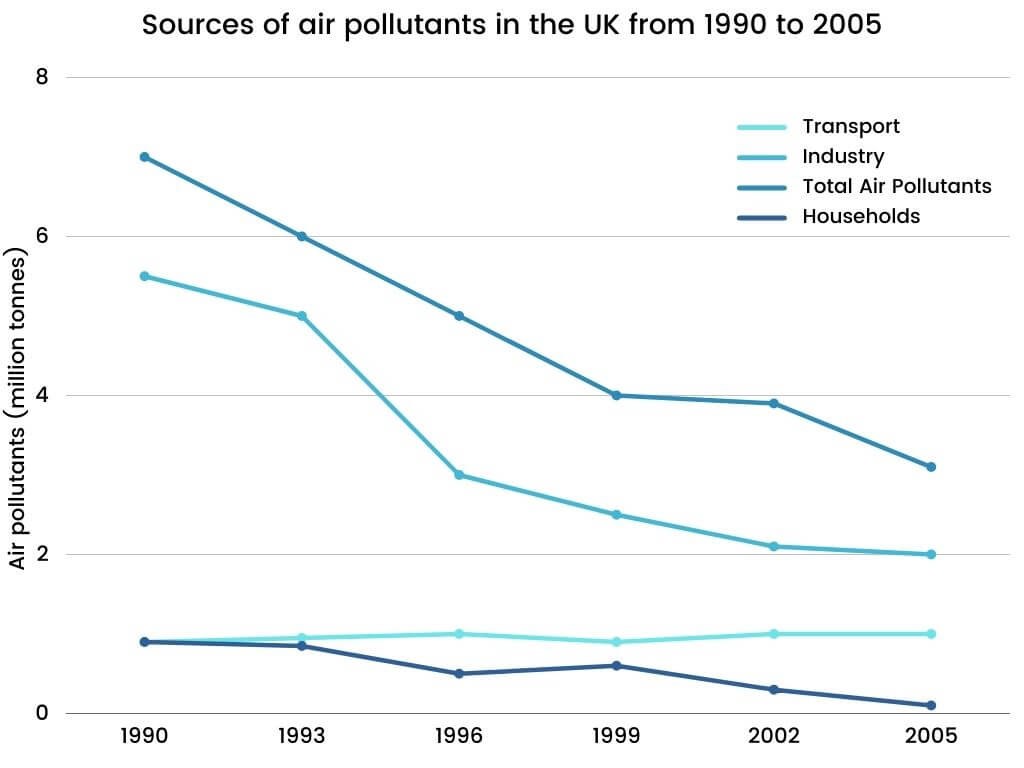 Sources of air pollutants in the UK from 1990 to 2005
8
Transport
Industry
Total Air Pollutants
Households
6
Air pollutants (million tonnes)
4
2
0
1990 1993 1996 1999 2002 2005